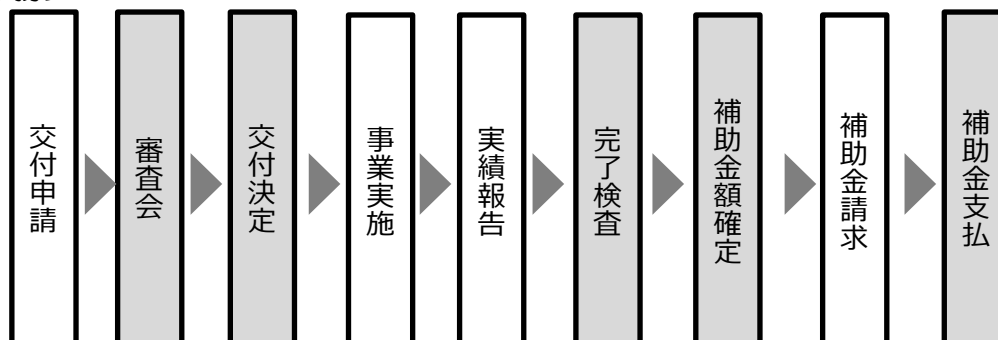 交付申請
審査会
交付決定
事業実施
実績報告
完了検査
補助金額確定
補助金請求
補助金支払